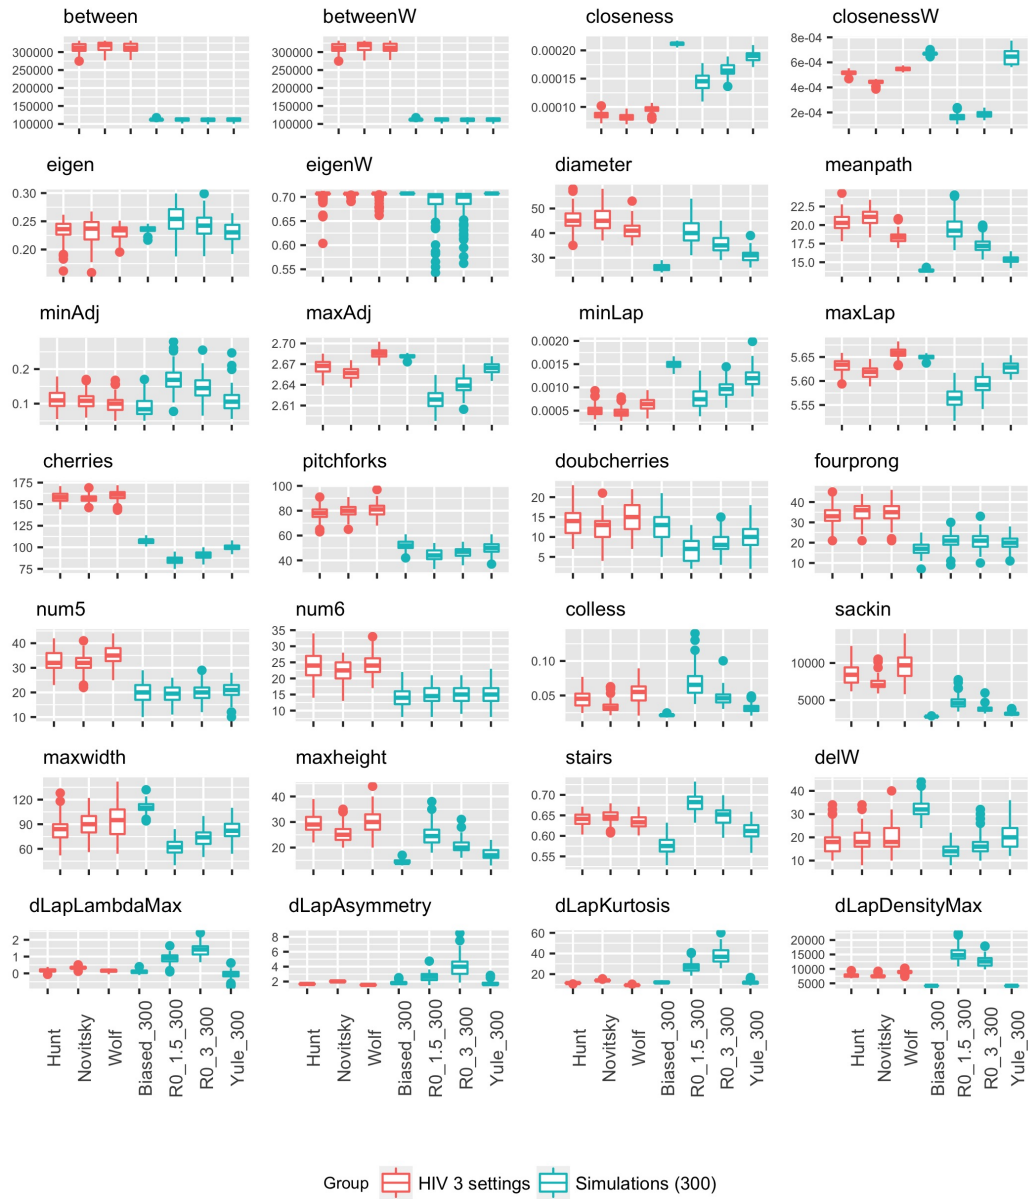 between betweenW closeness closenessW
300000 250000 200000 150000 100000
300000 250000 200000 150000 100000
0.00020 0.00015 0.00010
8e-04 6e-04 4e-04 2e-04
eigen eigenW diameter meanpath
0.30 0.25 0.20
0.70 0.65 0.60 0.55
50 40 30
22.5 20.0 17.5 15.0
minAdj maxAdj minLap maxLap
0.2 0.1
2.70 2.67 2.64 2.61
0.0020 0.0015 0.0010 0.0005
5.65 5.60 5.55
cherries pitchforks doubcherries fourprong
175 150 125 100 75
100 80 60 40
20 15 10 5
40 30 20 10
num5 num6 colless sackin
40 30 20 10
35 30 25 20 15 10
0.10 0.05
10000 5000
maxwidth maxheight stairs delW
120 90 60
40 30 20
0.70 0.65 0.60 0.55
40 30 20 10
dLapLambdaMax dLapAsymmetry dLapKurtosis dLapDensityMax
2 1 0
8 6 4 2
60 40 20
20000 15000 10000 5000
Hunt Novitsky Wolf Biased_300 R0_1.5_300 R0_3_300 Yule_300
Hunt Novitsky Wolf Biased_300 R0_1.5_300 R0_3_300 Yule_300
Hunt Novitsky Wolf Biased_300 R0_1.5_300 R0_3_300 Yule_300
Hunt Novitsky Wolf Biased_300 R0_1.5_300 R0_3_300 Yule_300
Group HIV 3 settings Simulations (300)